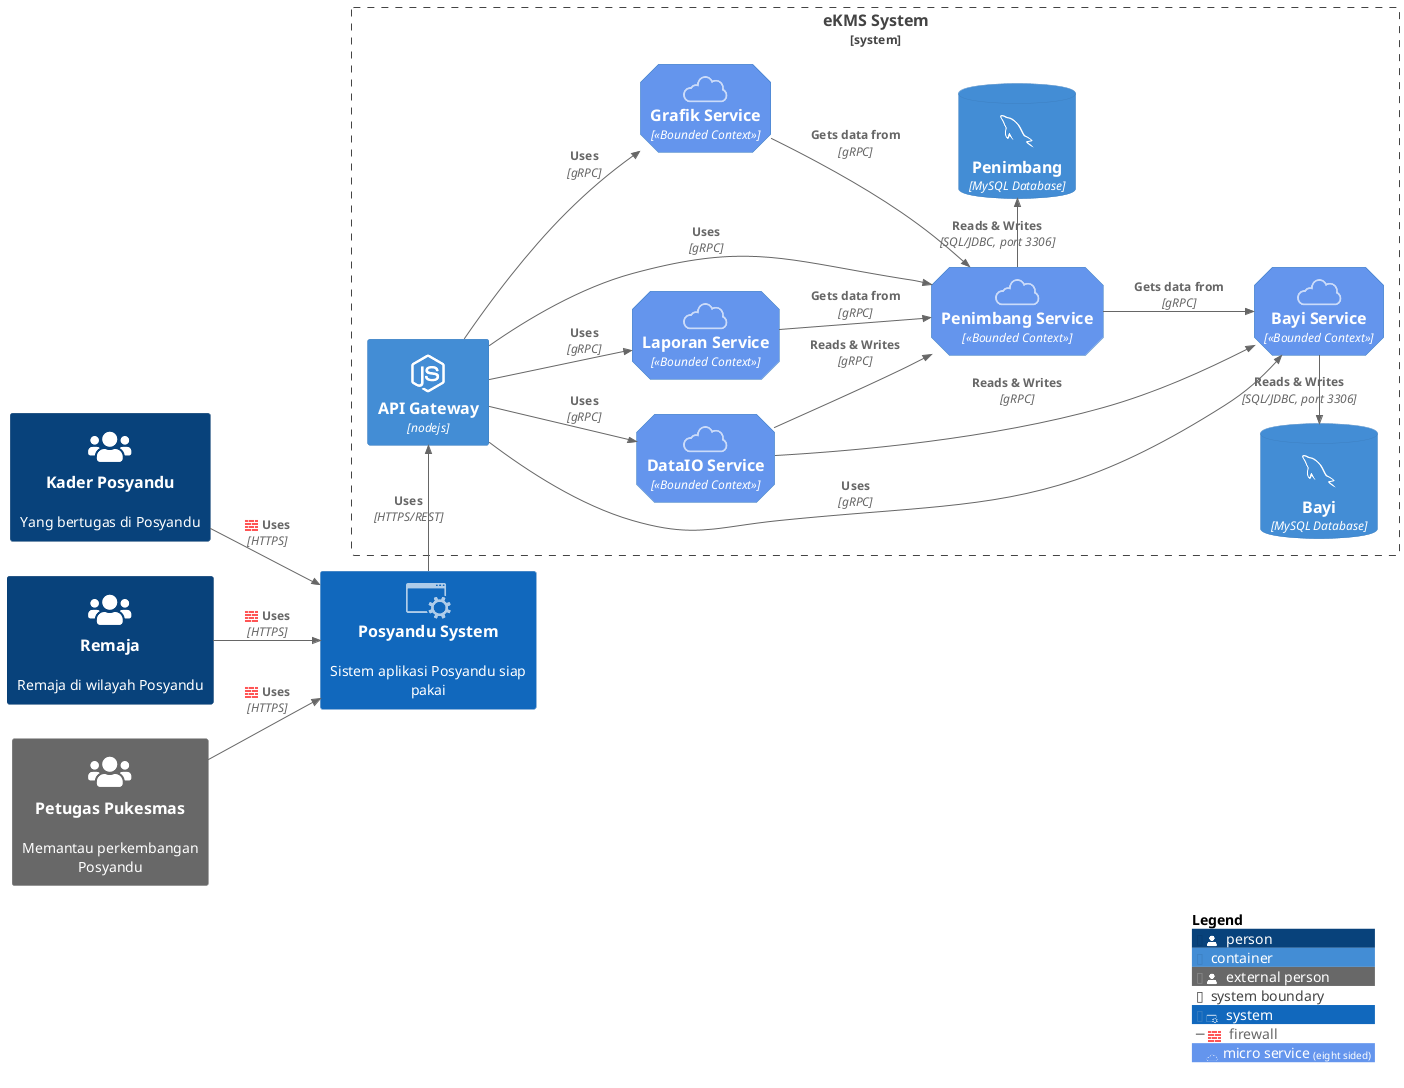 eKMS System
[system]
Grafik Service
[«Bounded Context»]
Gets data from
[gRPC]
Penimbang
[MySQL Database]
Uses
[gRPC]
Reads & Writes
[SQL/JDBC, port 3306]
Uses
[gRPC]
Laporan Service
[«Bounded Context»]
Gets data from
[gRPC]
Penimbang Service
[«Bounded Context»]
Gets data from
[gRPC]
Bayi Service
[«Bounded Context»]
Uses
[gRPC]
Reads & Writes
[gRPC]
API Gateway
[nodejs]
Uses
[gRPC]
DataIO Service
[«Bounded Context»]
Reads & Writes
[gRPC]
Reads & Writes
[SQL/JDBC, port 3306]
Uses
[gRPC]
Bayi
[MySQL Database]
Uses
[HTTPS/REST]
Kader Posyandu
Yang bertugas di Posyandu
Uses
[HTTPS]
Remaja
Remaja di wilayah Posyandu
Uses
[HTTPS]
Posyandu System
Sistem aplikasi Posyandu siap
pakai
Uses
[HTTPS]
Petugas Pukesmas
Memantau perkembangan
Posyandu
Legend
person
container
external person
system boundary
system
firewall
micro service (eight sided)